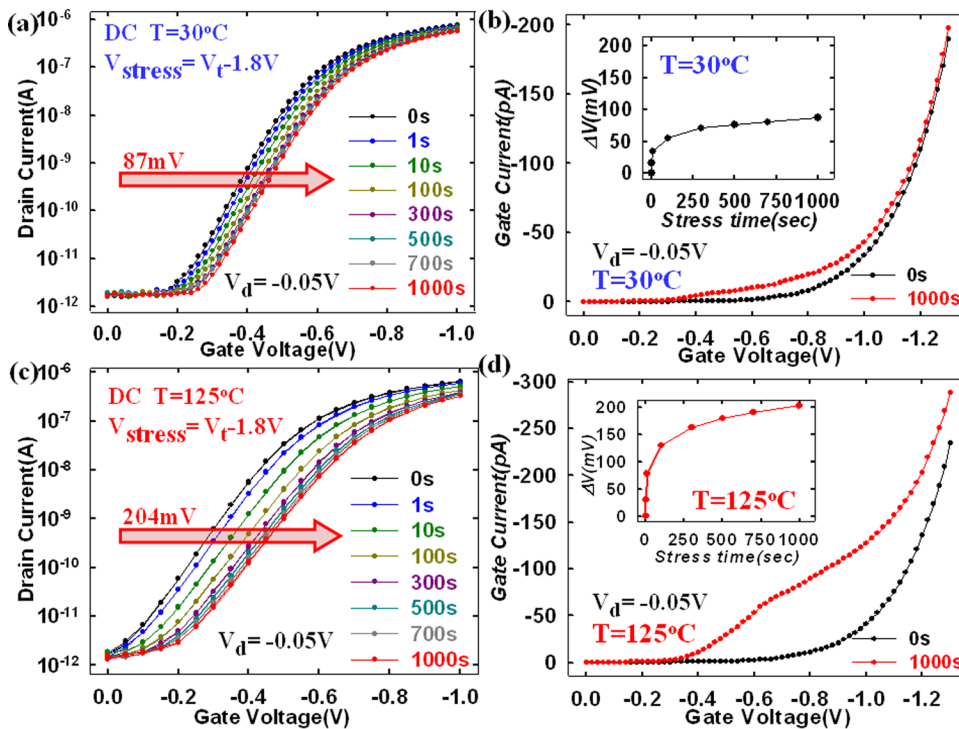 (a)
DC T=30°C
Vstress= Vt-1.8V
87mV
0s
1s
10s
100s
300s
500s
700s
1000s
Vd= -0.05V
Drain Current(A)
10-6
10-7
10-8
10-9
10-10
10-11
10-12
0.0 -0.2 -0.4 -0.6 -0.8 -1.0
Gate Voltage(V)
(b)
T=30°C
ΔV(mV)
200
150
100
50
0
0 250 500 750 1000
Stress time(sec)
Vd= -0.05V
T=30°C
0s
1000s
Gate Current(pA)
-200
-150
-100
-50
0
0.0 -0.2 -0.4 -0.6 -0.8 -1.0 -1.2
Gate Voltage(V)
(c)
DC T=125°C
Vstress= Vt-1.8V
204mV
0s
1s
10s
100s
300s
500s
700s
1000s
Vd= -0.05V
Drain Current(A)
10-6
10-7
10-8
10-9
10-10
10-11
10-12
0.0 -0.2 -0.4 -0.6 -0.8 -1.0
Gate Voltage(V)
(d)
T=125°C
ΔV(mV)
200
150
100
50
0
0 250 500 750 1000
Stress time(sec)
Vd= -0.05V
T=125°C
0s
1000s
Gate Current(pA)
-300
-250
-200
-150
-100
-50
0
0.0 -0.2 -0.4 -0.6 -0.8 -1.0 -1.2
Gate Voltage(V)